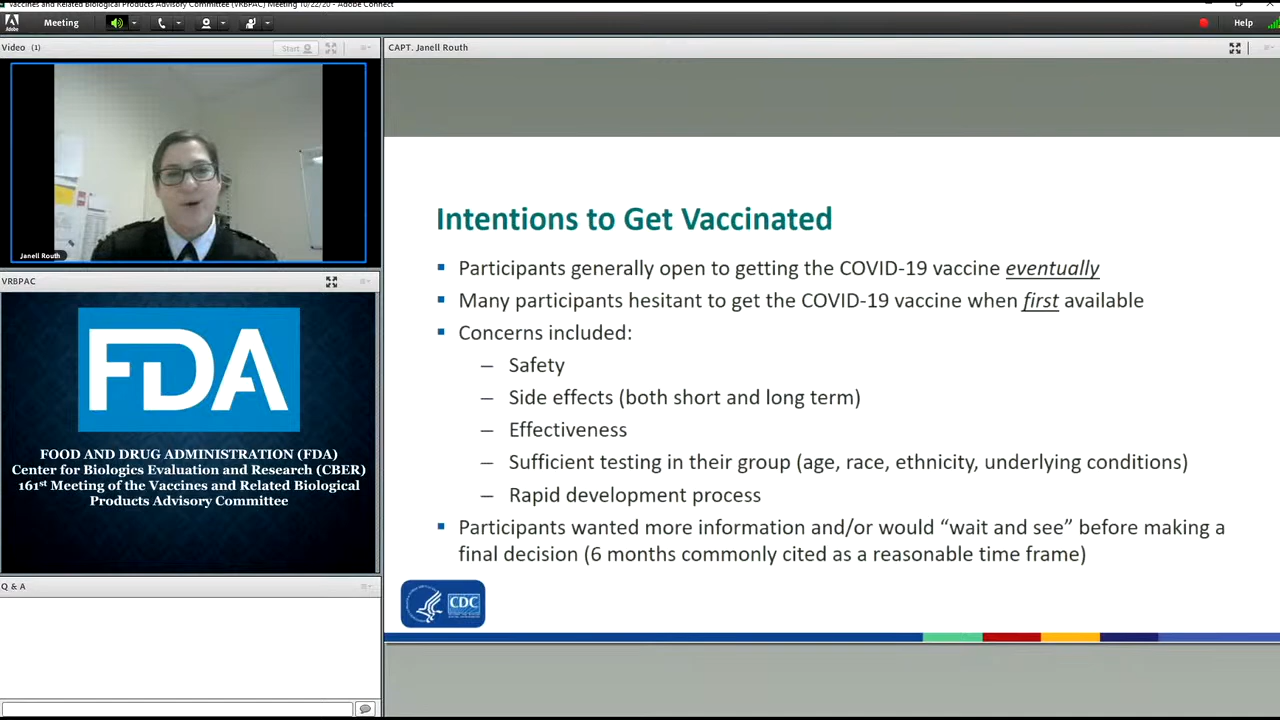 Vaccines and Related Biological Products Advisory Committee (VRBPAC) Meeting 10/22/20 - Adobe Connect
Adobe
Meeting
Help
Video (1)
Start
Janell Routh
VRBPAC
FDA
FOOD AND DRUG ADMINISTRATION (FDA)
Center for Biologics Evaluation and Research (CBER)
161st Meeting of the Vaccines and Related Biological
Products Advisory Committee
Q & A
CAPT. Janell Routh
Intentions to Get Vaccinated
▪ Participants generally open to getting the COVID-19 vaccine eventually
▪ Many participants hesitant to get the COVID-19 vaccine when first available
▪ Concerns included:
– Safety
– Side effects (both short and long term)
– Effectiveness
– Sufficient testing in their group (age, race, ethnicity, underlying conditions)
– Rapid development process
▪ Participants wanted more information and/or would “wait and see” before making a
final decision (6 months commonly cited as a reasonable time frame)
CDC